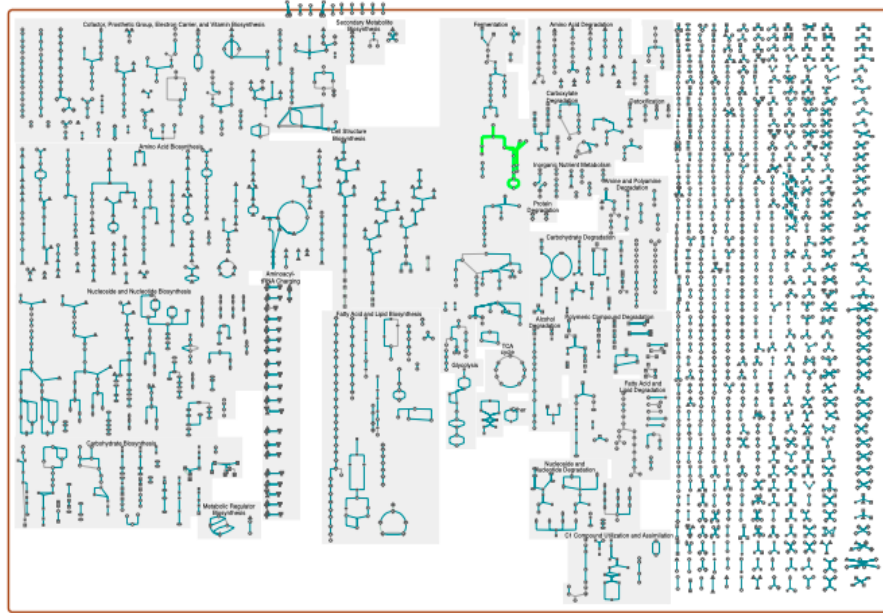 Cofactor, Prosthetic Group, Electron Carrier, and Vitamin Biosynthesis
Secondary Metabolite
Biosynthesis
Fermentation
Amino Acid Degradation
Carboxylate
Degradation
Detoxification
Cell Structure
Biosynthesis
Amino Acid Biosynthesis
Inorganic Nutrient Metabolism
Amine and Polyamine
Degradation
Protein
Degradation
Carbohydrate Degradation
Aminoacyl-
tRNA Charging
Nucleoside and Nucleotide Biosynthesis
Fatty Acid and Lipid Biosynthesis
Alcohol
Degradation
Polymeric Compound Degradation
TCA
cycle
Glycolysis
Fatty Acid and
Lipid Degradation
Other
Carbohydrate Biosynthesis
Nucleoside and
Nucleotide Degradation
Metabolic Regulator
Biosynthesis
C1 Compound Utilization and Assimilation